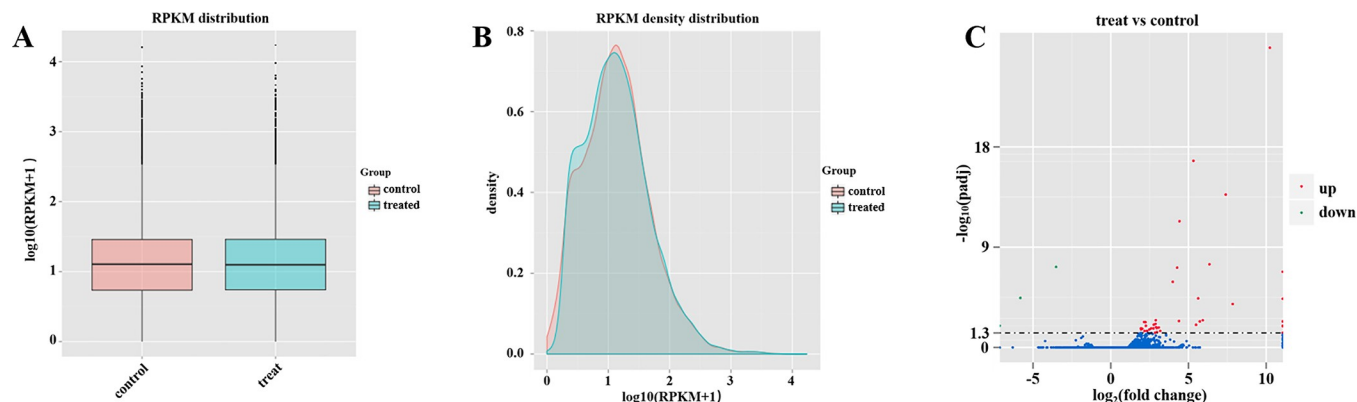 A
RPKM distribution
log10(RPKM+1)
4
3
2
1
0
control
treat
Group
control
treated
B
RPKM density distribution
density
0.8
0.6
0.4
0.2
0.0
0
1
2
3
4
log10(RPKM+1)
Group
control
treated
C
treat vs control
-log₁₀(padj)
18
9
1.3
0
-5
0
5
10
log₂(fold change)
up
down